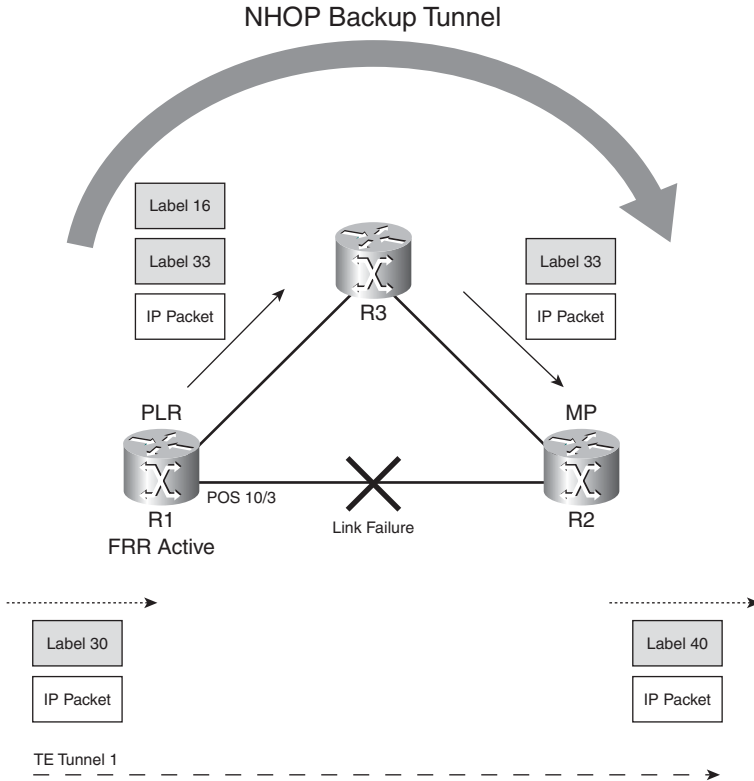 NHOP Backup Tunnel
Label 16
Label 33
IP Packet
Label 33
IP Packet
R3
PLR
MP
POS 10/3
R1
FRR Active
Link Failure
R2
Label 30
IP Packet
Label 40
IP Packet
TE Tunnel 1